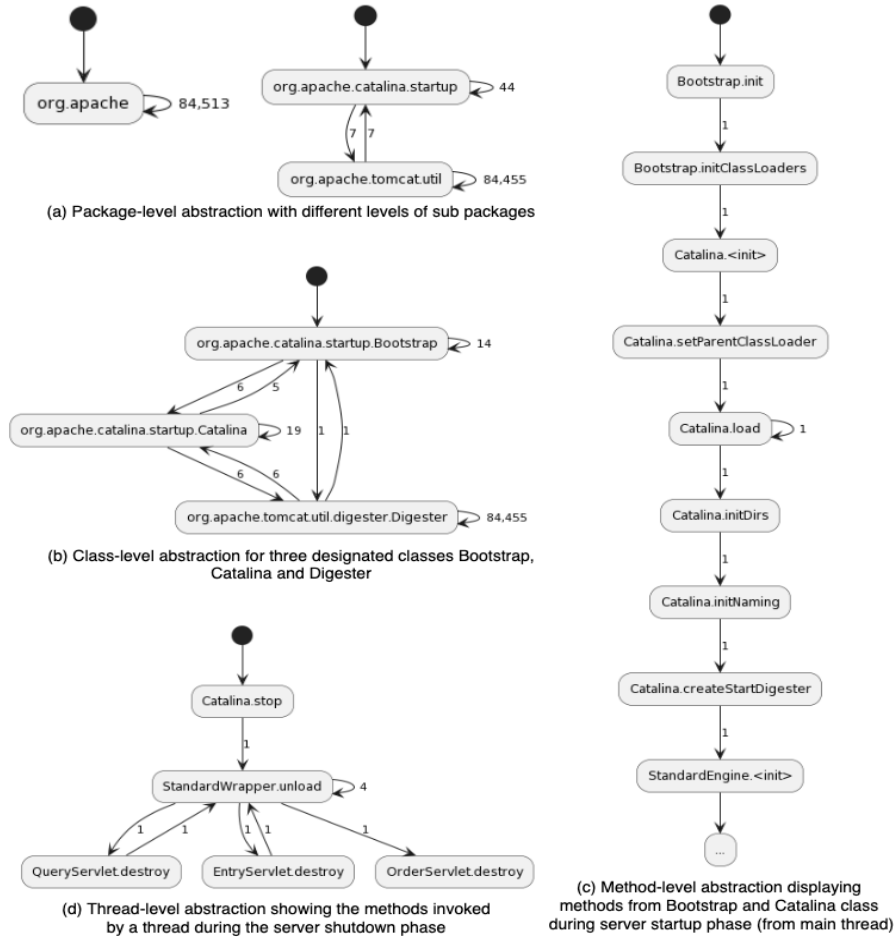 org.apache
84,513
org.apache.catalina.startup
44
7
7
org.apache.tomcat.util
84,455
(a) Package-level abstraction with different levels of sub packages
org.apache.catalina.startup.Bootstrap
14
6
5
org.apache.catalina.startup.Catalina
19
1
1
6
6
org.apache.tomcat.util.digester.Digester
84,455
(b) Class-level abstraction for three designated classes Bootstrap,
Catalina and Digester
Catalina.stop
1
StandardWrapper.unload
4
1
1
1
1
1
QueryServlet.destroy
EntryServlet.destroy
OrderServlet.destroy
(d) Thread-level abstraction showing the methods invoked
by a thread during the server shutdown phase
Bootstrap.init
1
Bootstrap.initClassLoaders
1
Catalina.<init>
1
Catalina.setParentClassLoader
1
Catalina.load
1
1
Catalina.initDirs
1
Catalina.initNaming
1
Catalina.createStartDigester
1
StandardEngine.<init>
...
(c) Method-level abstraction displaying
methods from Bootstrap and Catalina class
during server startup phase (from main thread)